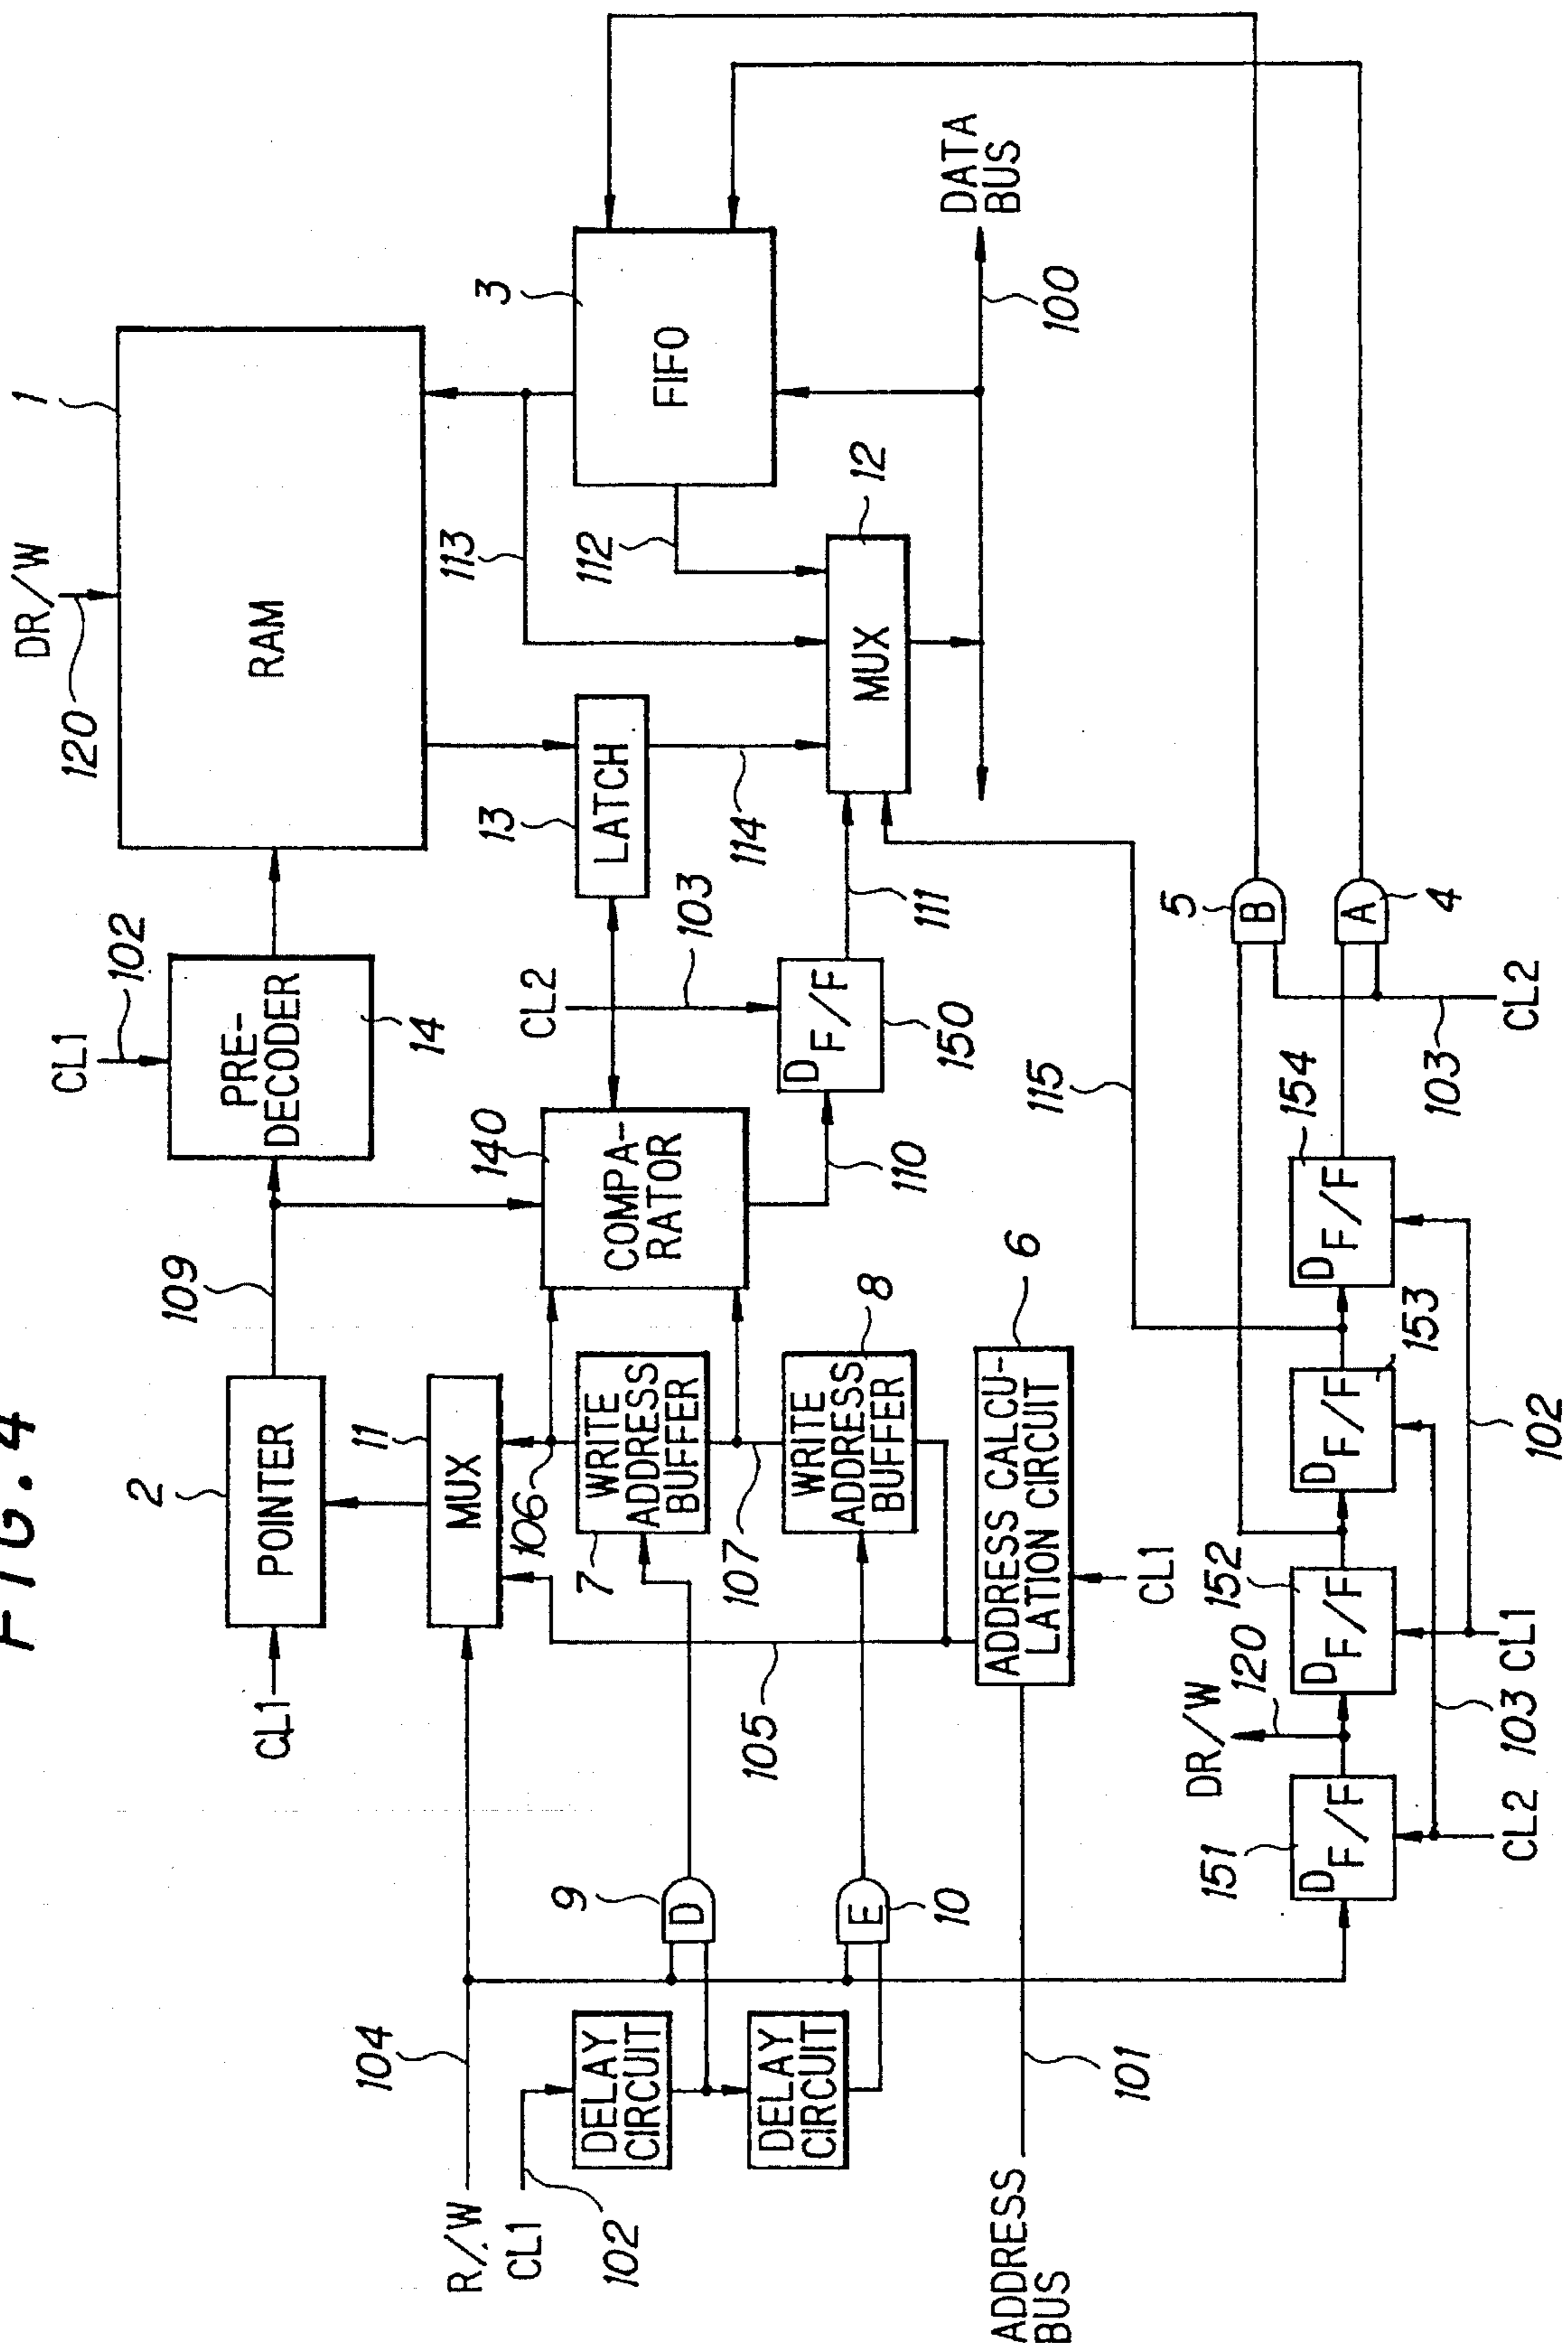 FIG. 4
DR/W
120
1
RAM
CL1
102
PRE-
DECODER
14
109
2
POINTER
CL1
113
3
FIFO
112
12
MUX
13
LATCH
114
103
CL2
140
COMPA-
RATOR
110
D
F/F
150
111
11
MUX
106
WRITE
ADDRESS
BUFFER
7
107
8
WRITE
ADDRESS
BUFFER
105
6
ADDRESS CALCU-
LATION CIRCUIT
CL1
DATA
BUS
100
104
R/W
CL1
102
DELAY
CIRCUIT
DELAY
CIRCUIT
9
D
E
10
101
ADDRESS
BUS
115
5
B
A
4
103
CL2
154
D
F/F
153
D
F/F
152
D
F/F
151
D
F/F
DR/W
120
102
CL1
103
CL2